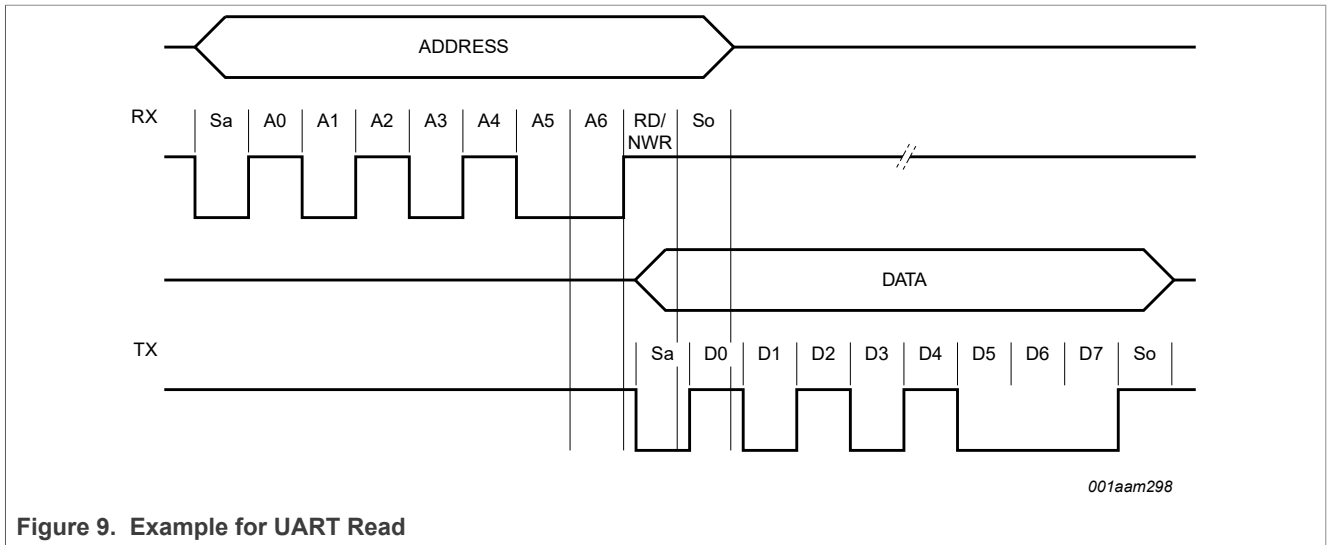 ADDRESS
RX Sa A0 A1 A2 A3 A4 A5 A6 RD/ So
NWR
DATA
TX Sa D0 D1 D2 D3 D4 D5 D6 D7 So
001aam298
Figure 9. Example for UART Read